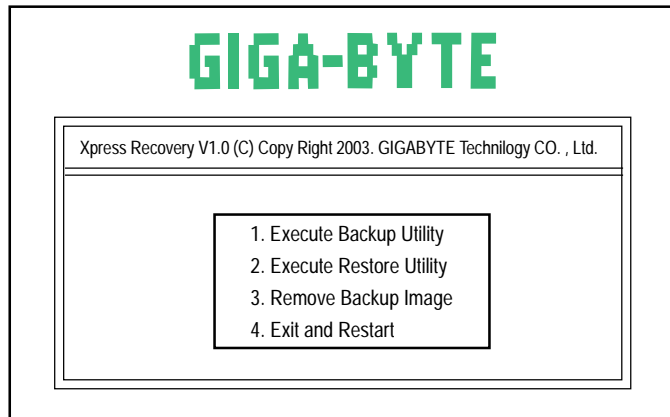 GIGA-BYTE
Xpress Recovery V1.0 (C) Copy Right 2003. GIGABYTE Technilogy CO. , Ltd.
1. Execute Backup Utility
2. Execute Restore Utility
3. Remove Backup Image
4. Exit and Restart